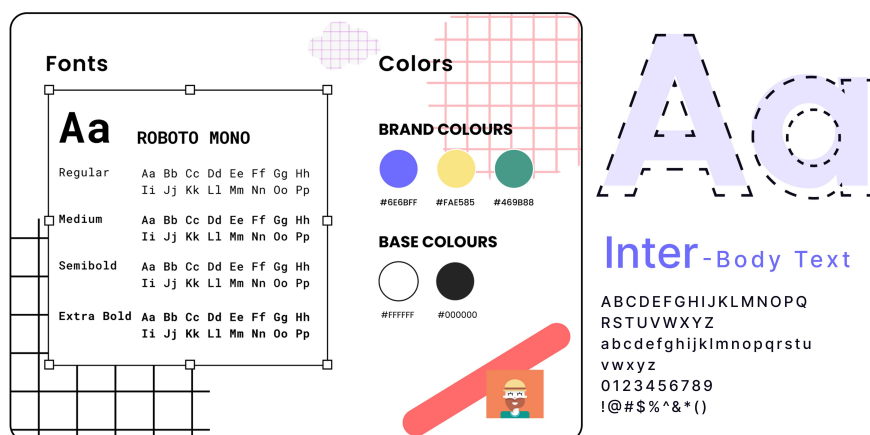 Fonts
Aa
ROBOTO MONO
Regular
Aa Bb Cc Dd Ee Ff Gg Hh
Ii Jj Kk Ll Mm Nn Oo Pp
Medium
Aa Bb Cc Dd Ee Ff Gg Hh
Ii Jj Kk Ll Mm Nn Oo Pp
Semibold
Aa Bb Cc Dd Ee Ff Gg Hh
Ii Jj Kk Ll Mm Nn Oo Pp
Extra Bold
Aa Bb Cc Dd Ee Ff Gg Hh
Ii Jj Kk Ll Mm Nn Oo Pp
Colors
BRAND COLOURS
#6E6BFF #FAE585 #469B88
BASE COLOURS
#FFFFFF #000000
Aa
Inter-Body Text
ABCDEFGHIJKLMNOPQ
RSTUVWXYZ
abcdefghijklmnopqrstu
vwxyz
0123456789
!@#$%^&*()